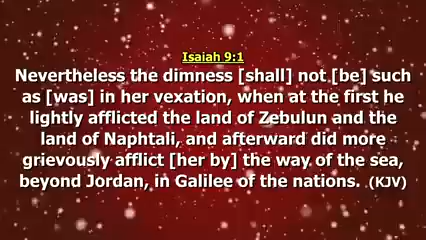 Isaiah 9:1
Nevertheless the dimness [shall] not [be] such
as [was] in her vexation, when at the first he
lightly afflicted the land of Zebulun and the
land of Naphtali, and afterward did more
grievously afflict [her by] the way of the sea,
beyond Jordan, in Galilee of the nations. (KJV)